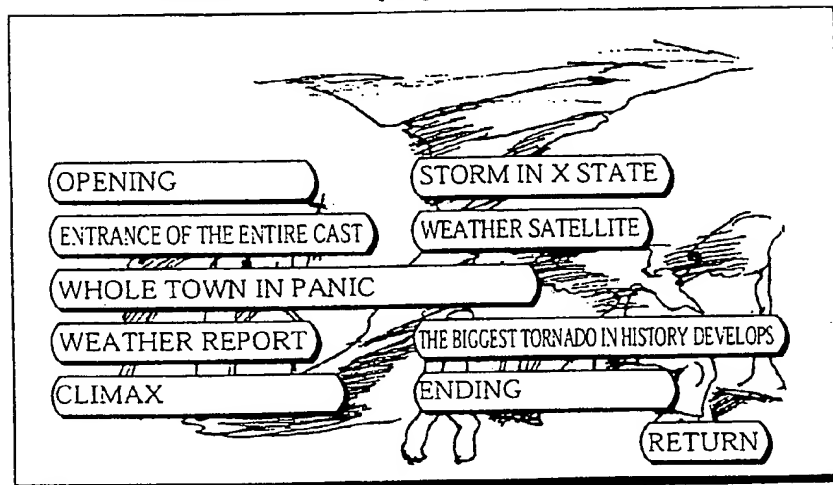 OPENING
STORM IN X STATE
ENTRANCE OF THE ENTIRE CAST
WEATHER SATELLITE
WHOLE TOWN IN PANIC
WEATHER REPORT
THE BIGGEST TORNADO IN HISTORY DEVELOPS
CLIMAX
ENDING
RETURN